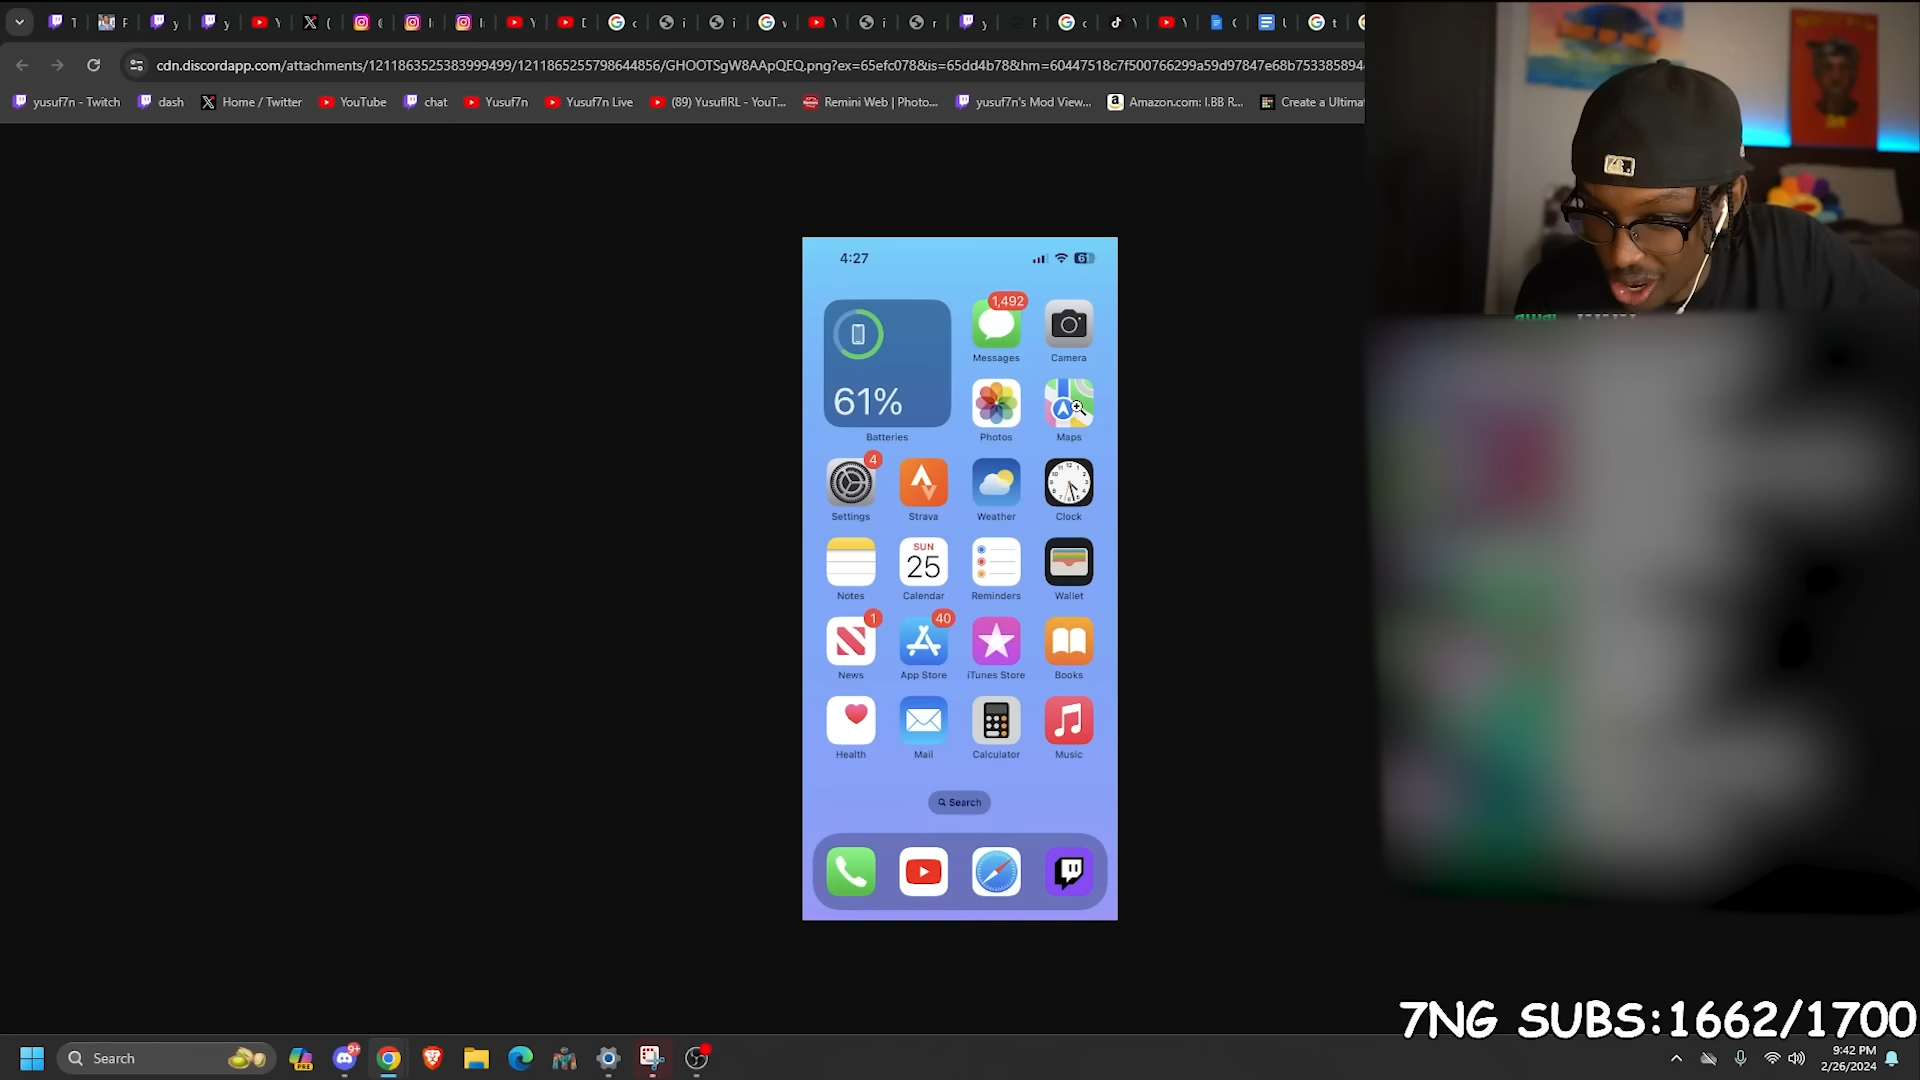 T
F
y
y
Y
(
(
I
I
Y
D
c
i
i
v
Y
i
r
y
F
c
Y
Y
C
L
t
cdn.discordapp.com/attachments/1211863525383999499/1211865255798644856/GHOOTSgW8AApQEQ.png?ex=65efc078&is=65dd4b78&hm=60447518c7f500766299a59d97847e68b753385894
yusuf7n - Twitch
dash
Home / Twitter
YouTube
chat
Yusuf7n
Yusuf7n Live
(89) YusufIRL - YouT...
Remini Web | Photo...
yusuf7n's Mod View...
Amazon.com: I.BB R...
Create a Ultima
4:27
61
61%
Batteries
1,492
Messages
Camera
Photos
Maps
4
Settings
Strava
Weather
Clock
Notes
SUN
25
Calendar
Reminders
Wallet
1
News
40
App Store
iTunes Store
Books
Health
Mail
Calculator
Music
Search
7NG SUBS:1662/1700
Search
PRE
9+
9:42 PM
2/26/2024